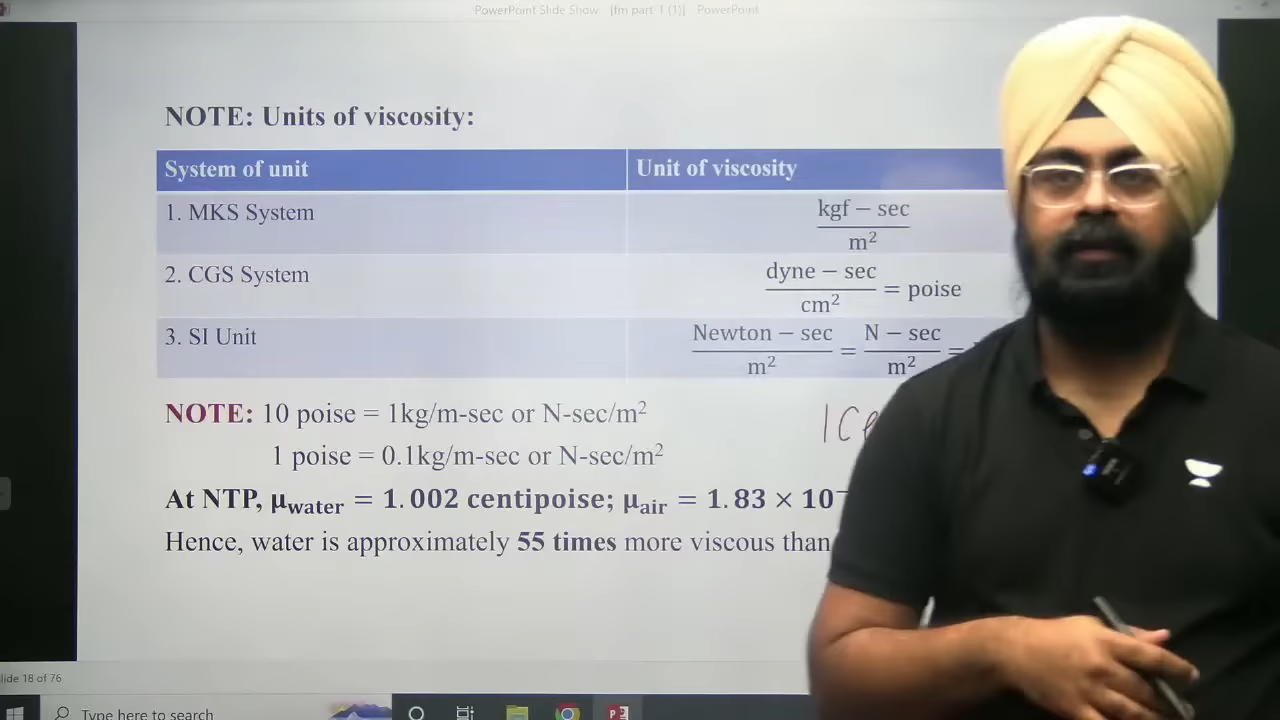 PowerPoint Slide Show - [fm part 1 (1)] - PowerPoint
NOTE: Units of viscosity:
System of unit
Unit of viscosity
1. MKS System
kgf − sec
m²
2. CGS System
dyne − sec
cm²
= poise
3. SI Unit
Newton − sec
m²
=
N − sec
m²
=
NOTE: 10 poise = 1kg/m-sec or N-sec/m²
1 poise = 0.1kg/m-sec or N-sec/m²
At NTP, μwater = 1.002 centipoise; μair = 1.83 × 10⁻
Hence, water is approximately 55 times more viscous than
lide 18 of 76
Type here to search